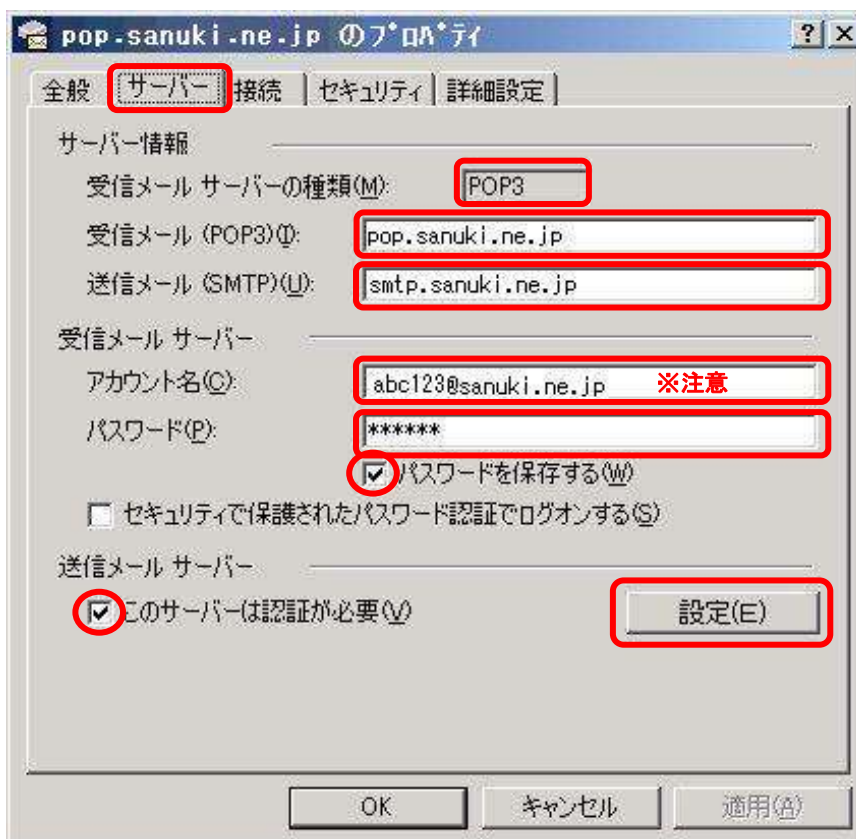 pop.sanuki.ne.jp のプロパティ
全般 サーバー 接続 セキュリティ 詳細設定
サーバー情報
受信メール サーバーの種類(M): POP3
受信メール (POP3)(I): pop.sanuki.ne.jp
送信メール (SMTP)(U): smtp.sanuki.ne.jp
受信メール サーバー
アカウント名(C): abc123@sanuki.ne.jp ※注意
パスワード(P): ******
パスワードを保存する(W)
セキュリティで保護されたパスワード認証でログオンする(S)
送信メール サーバー
このサーバーは認証が必要(V) 設定(E)
OK キャンセル 適用(A)